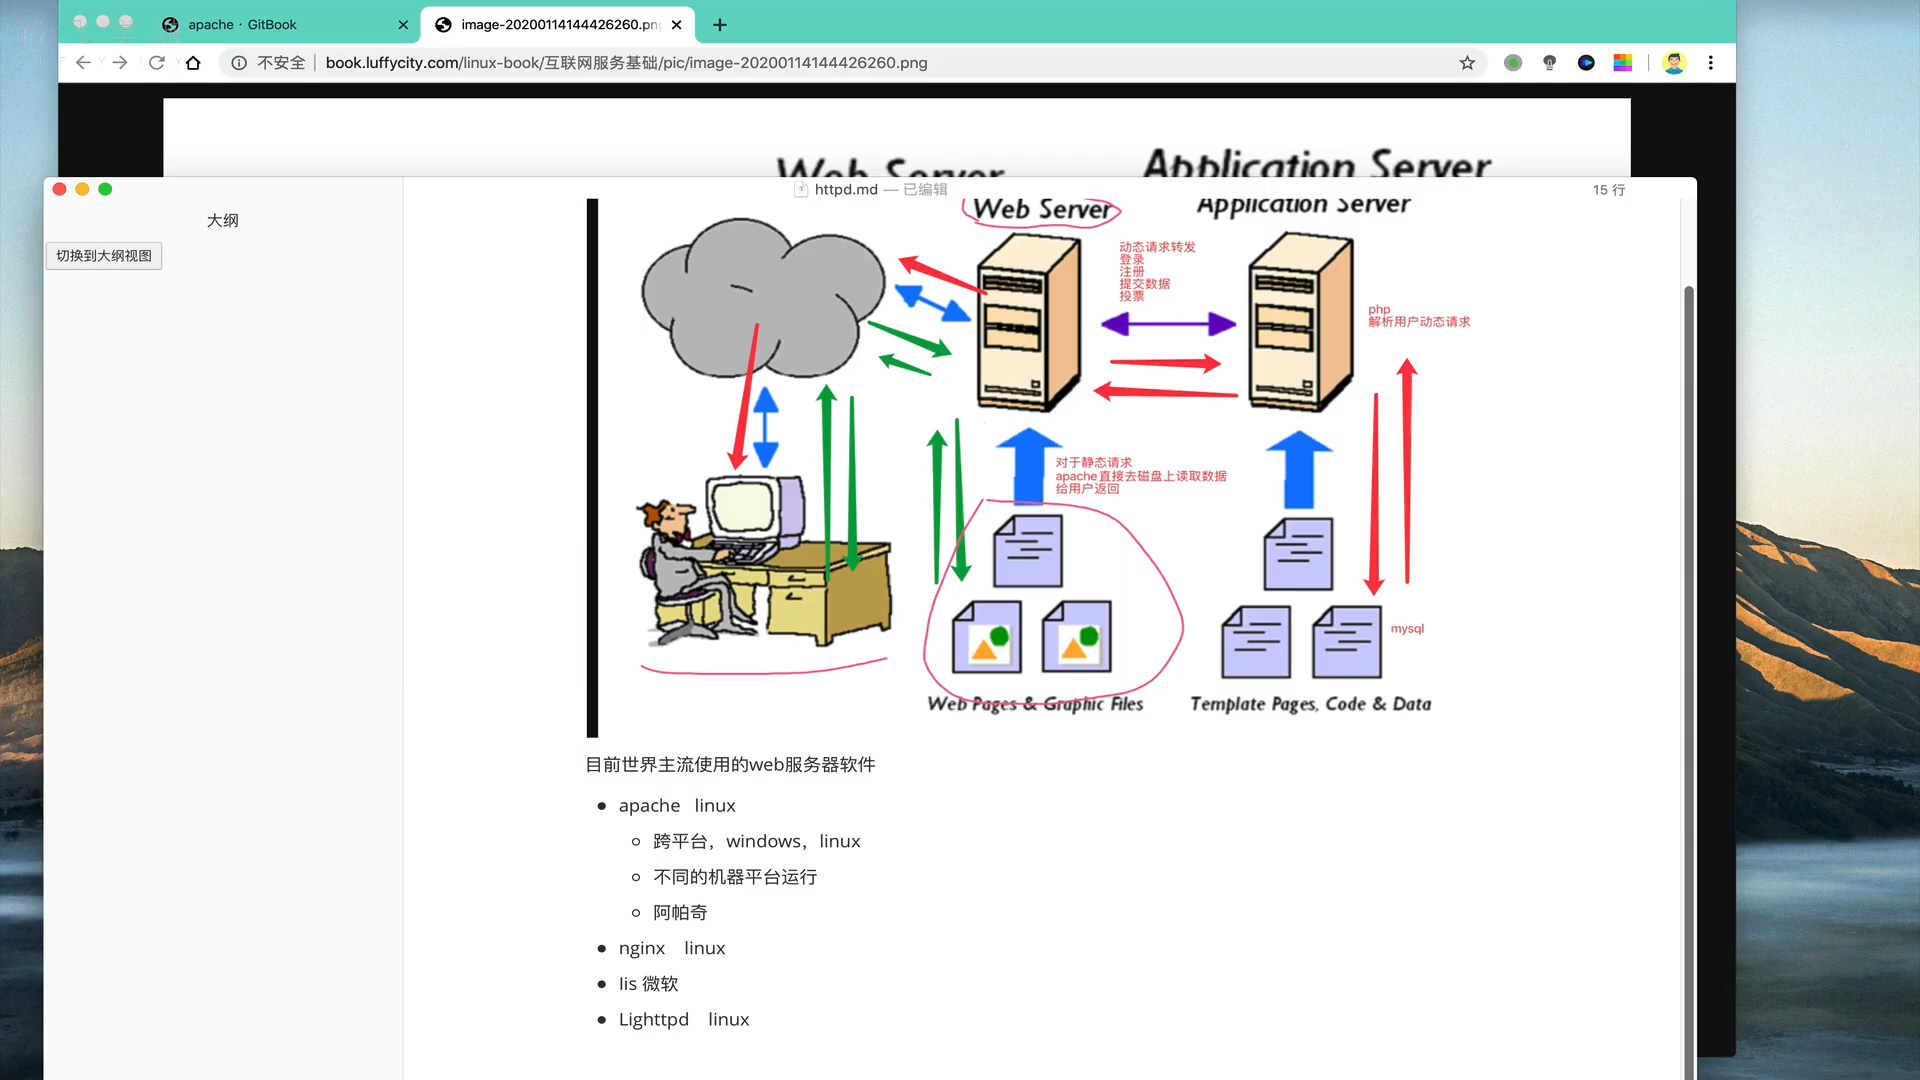 apache · GitBook
image-20200114144426260.pn
不安全
book.luffycity.com/linux-book/互联网服务基础/pic/image-20200114144426260.png
Web Server
Application Server
httpd.md — 已编辑
15 行
大纲
切换到大纲视图
Web Server
Application Server
动态请求转发
登录
注册
提交数据
投票
php
解析用户动态请求
对于静态请求
apache直接去磁盘上读取数据
给用户返回
mysql
Web Pages & Graphic Files
Template Pages, Code & Data
目前世界主流使用的web服务器软件
apache linux
跨平台，windows，linux
不同的机器平台运行
阿帕奇
nginx linux
Iis 微软
Lighttpd linux